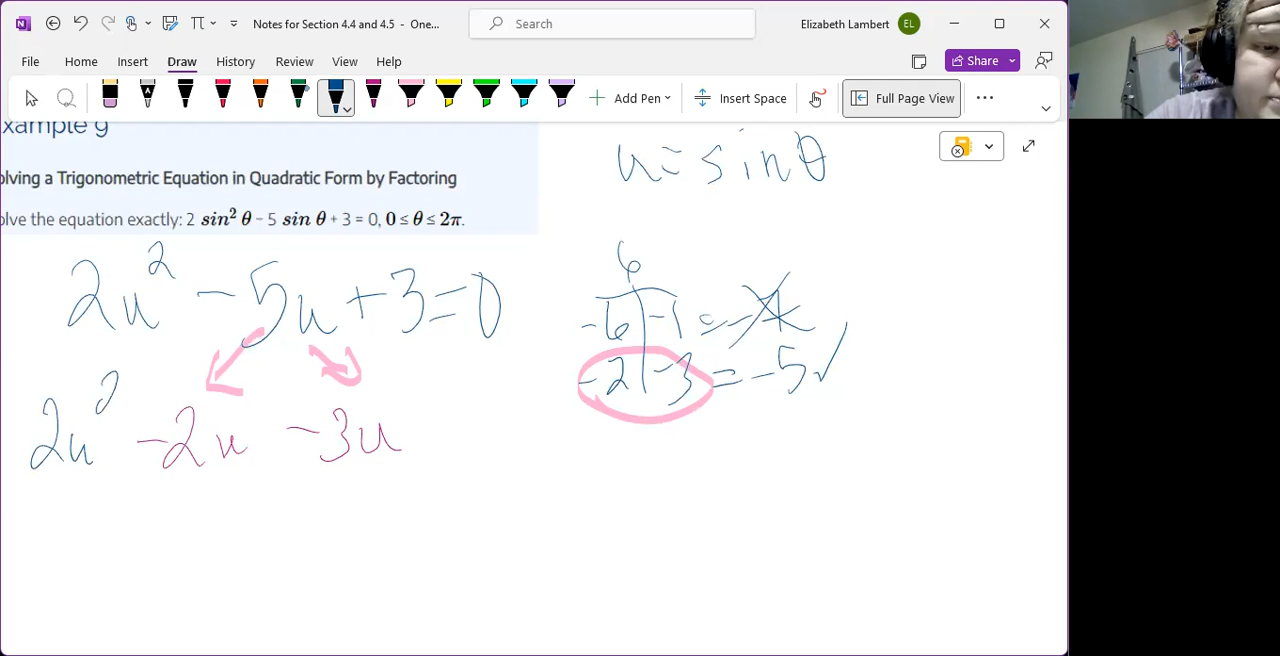 Notes for Section 4.4 and 4.5 - One...
Search
Elizabeth Lambert EL
File Home Insert Draw History Review View Help
Share
A
Add Pen
Insert Space
Full Page View
xample 9
olving a Trigonometric Equation in Quadratic Form by Factoring
olve the equation exactly: 2 sin² θ − 5 sin θ + 3 = 0, 0 ≤ θ ≤ 2π.
u = sin θ
2u² − 5u + 3 = 0
6
-6 | -1 = -7
-2 | -3 = -5 ✓
2u² -2u -3u